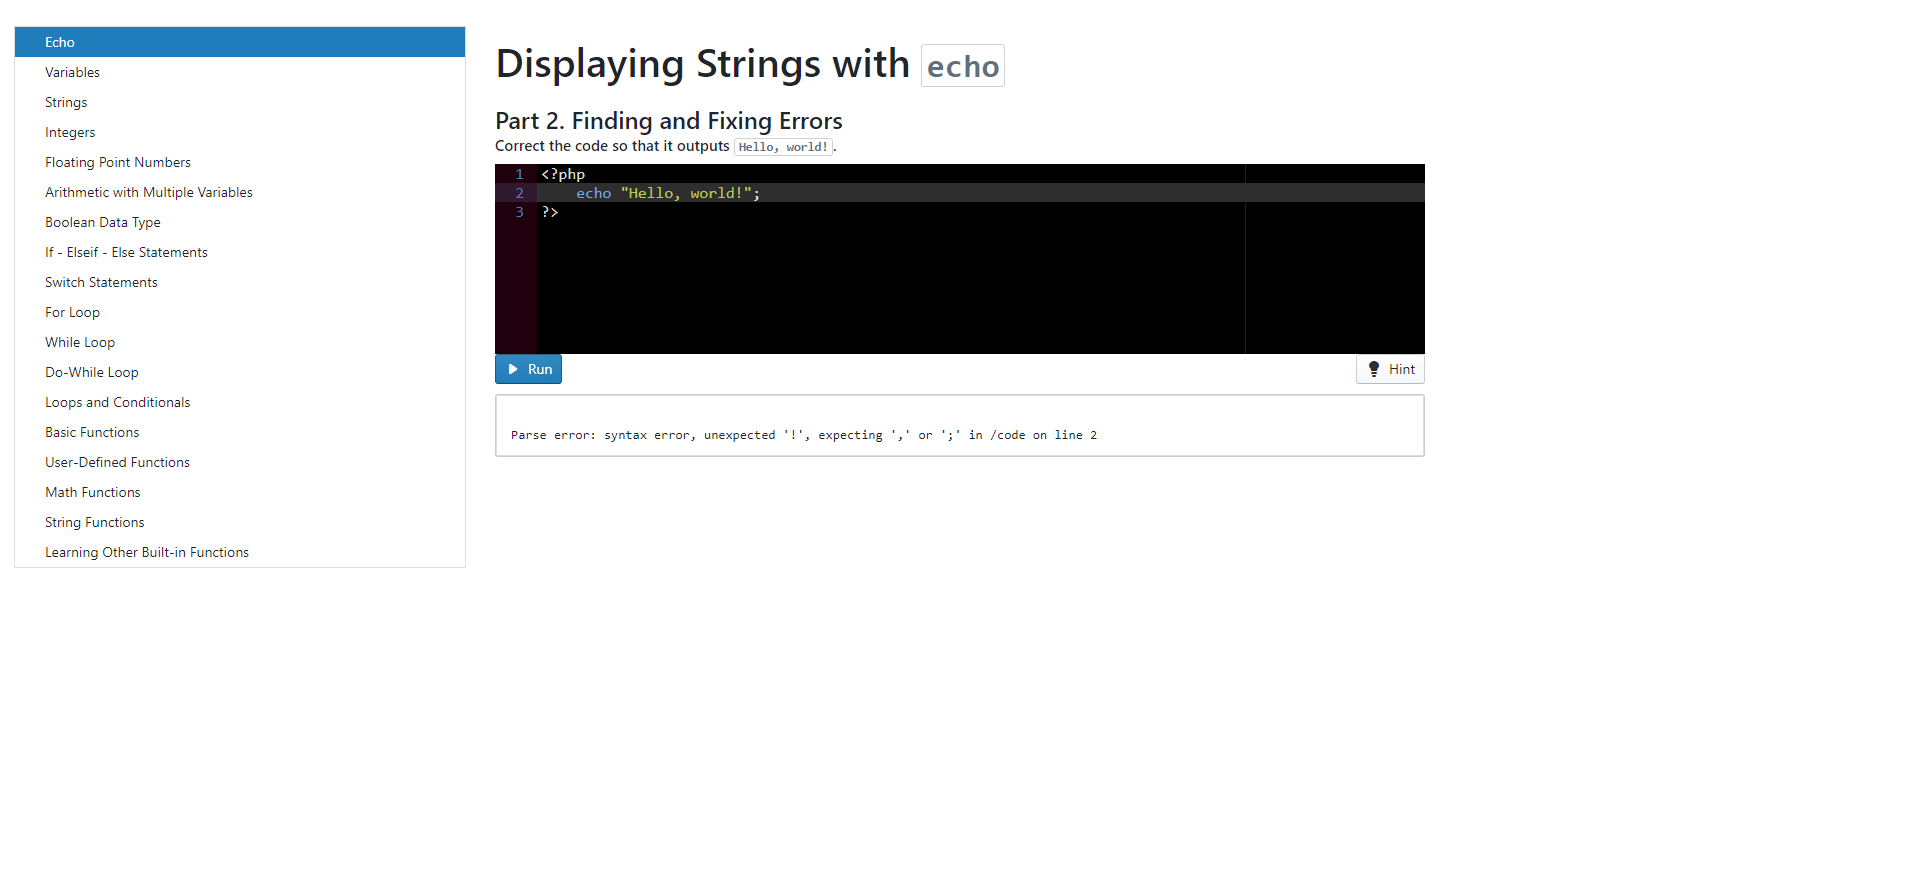 Echo
Variables
Strings
Integers
Floating Point Numbers
Arithmetic with Multiple Variables
Boolean Data Type
If - Elseif - Else Statements
Switch Statements
For Loop
While Loop
Do-While Loop
Loops and Conditionals
Basic Functions
User-Defined Functions
Math Functions
String Functions
Learning Other Built-in Functions
Displaying Strings with echo
Part 2. Finding and Fixing Errors
Correct the code so that it outputs Hello, world!.
1 <?php
2 echo "Hello, world!";
3 ?>
Run
Hint
Parse error: syntax error, unexpected '!', expecting ',' or ';' in /code on line 2